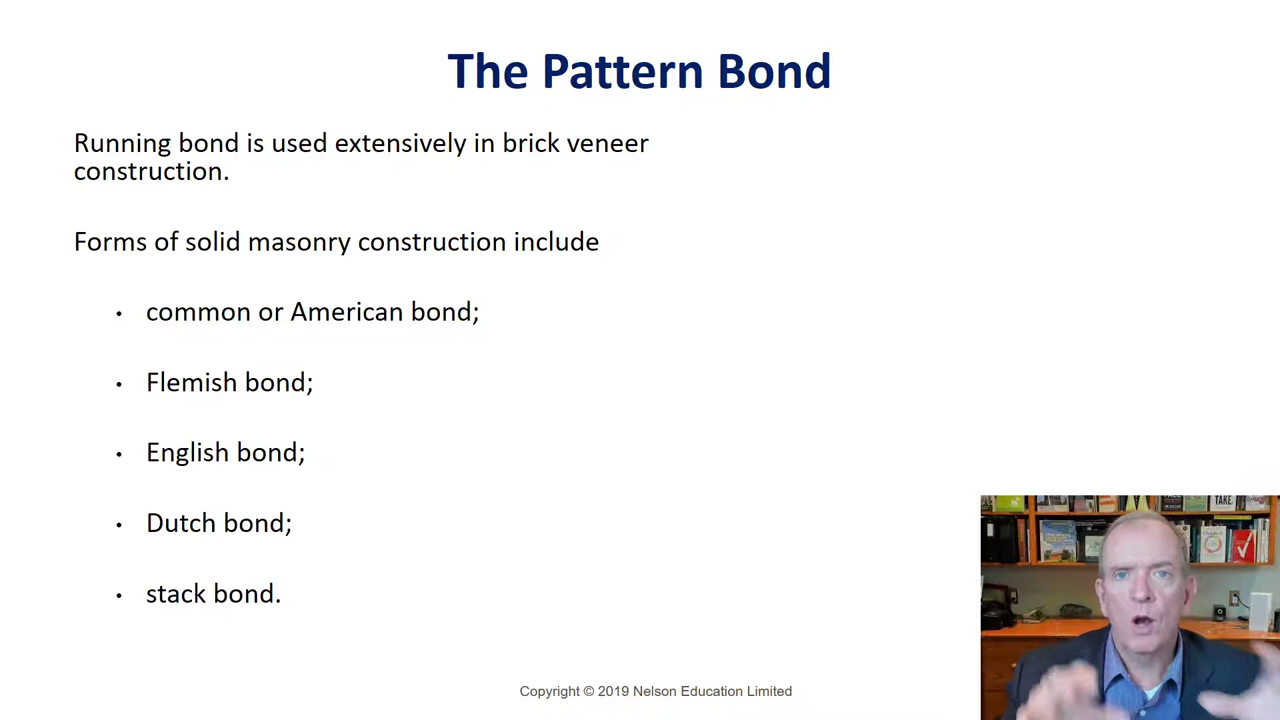 The Pattern Bond
Running bond is used extensively in brick veneer
construction.
Forms of solid masonry construction include
• common or American bond;
• Flemish bond;
• English bond;
• Dutch bond;
• stack bond.
TAKE.
Copyright © 2019 Nelson Education Limited